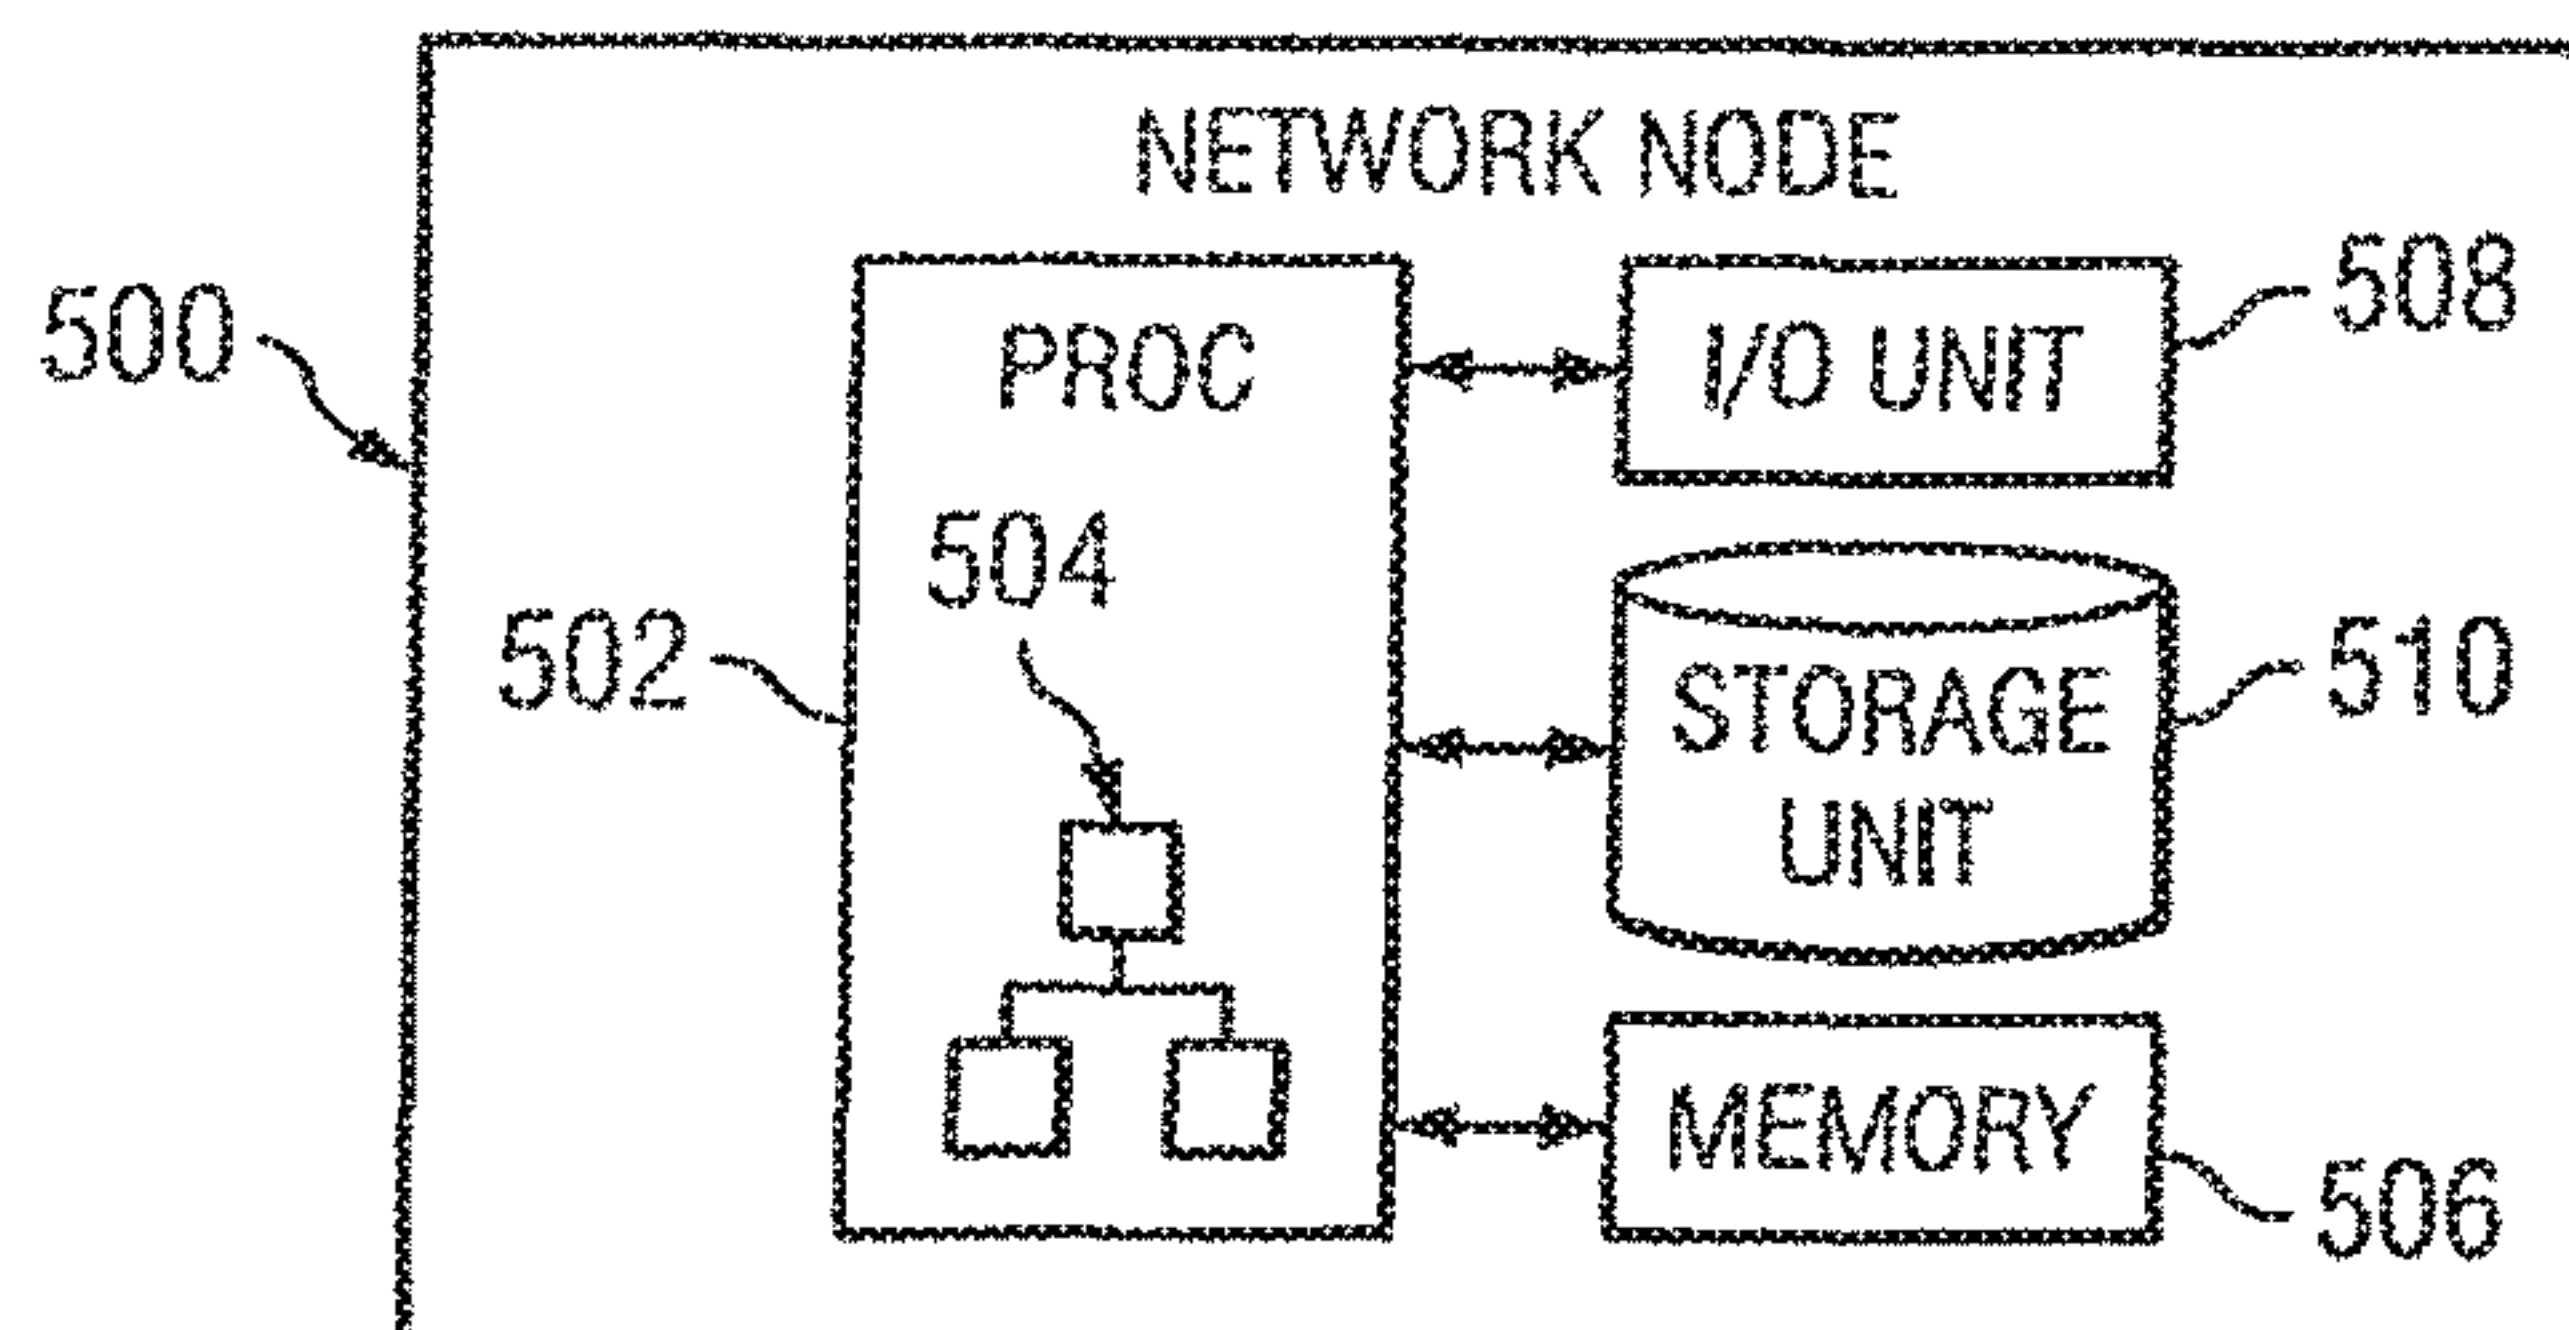 NETWORK NODE
500
PROC
I/O UNIT
508
504
502
STORAGE
UNIT
510
MEMORY
506